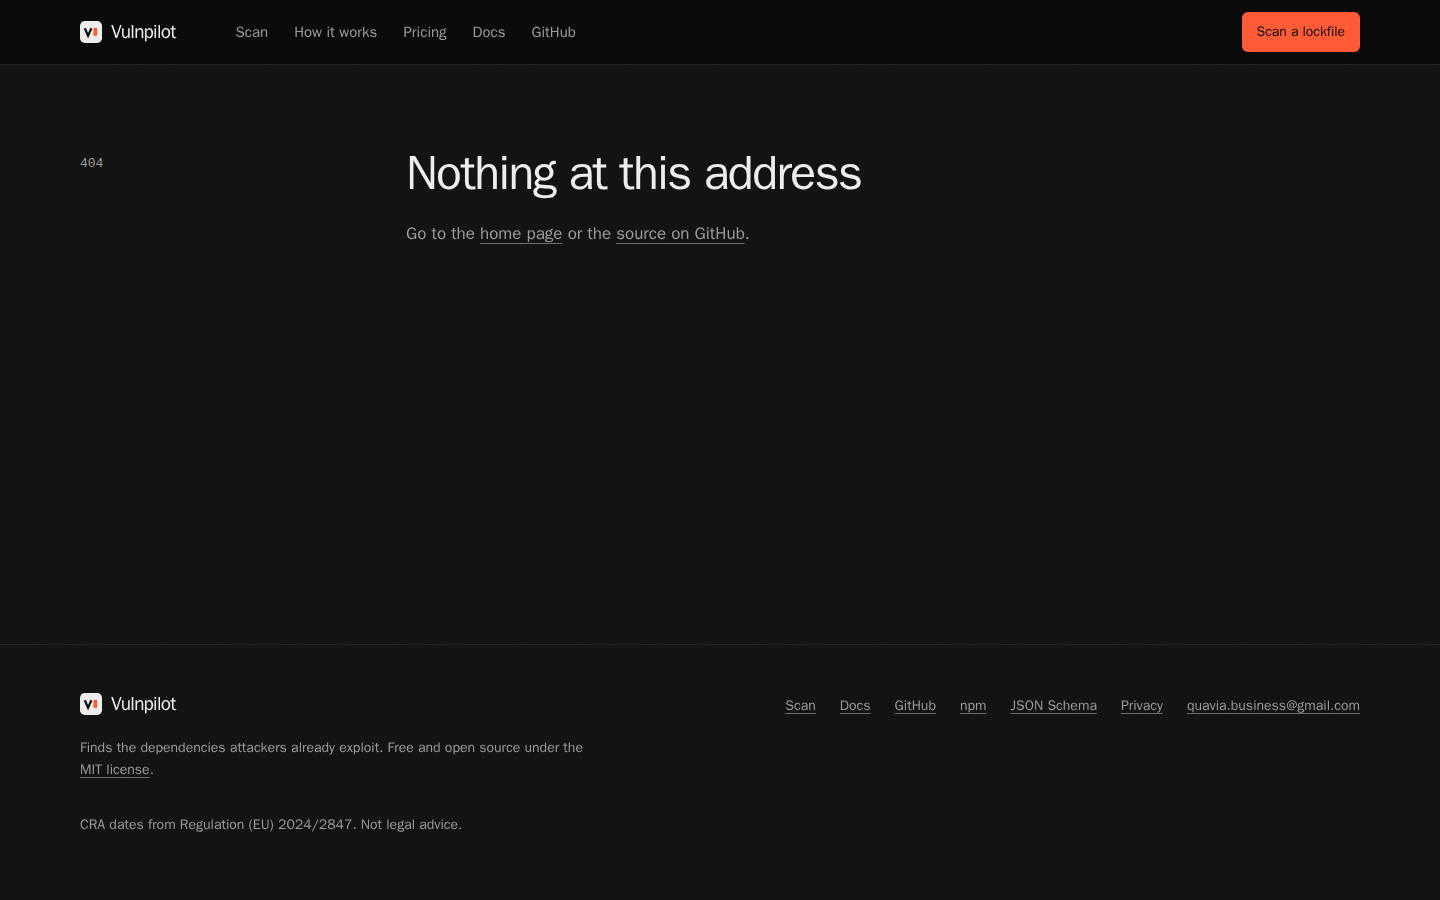 Vulnpilot Scan How it works Pricing Docs GitHub Scan a lockfile
404
Nothing at this address
Go to the home page or the source on GitHub.
Vulnpilot
Scan Docs GitHub npm JSON Schema Privacy quavia.business@gmail.com
Finds the dependencies attackers already exploit. Free and open source under the
MIT license.
CRA dates from Regulation (EU) 2024/2847. Not legal advice.